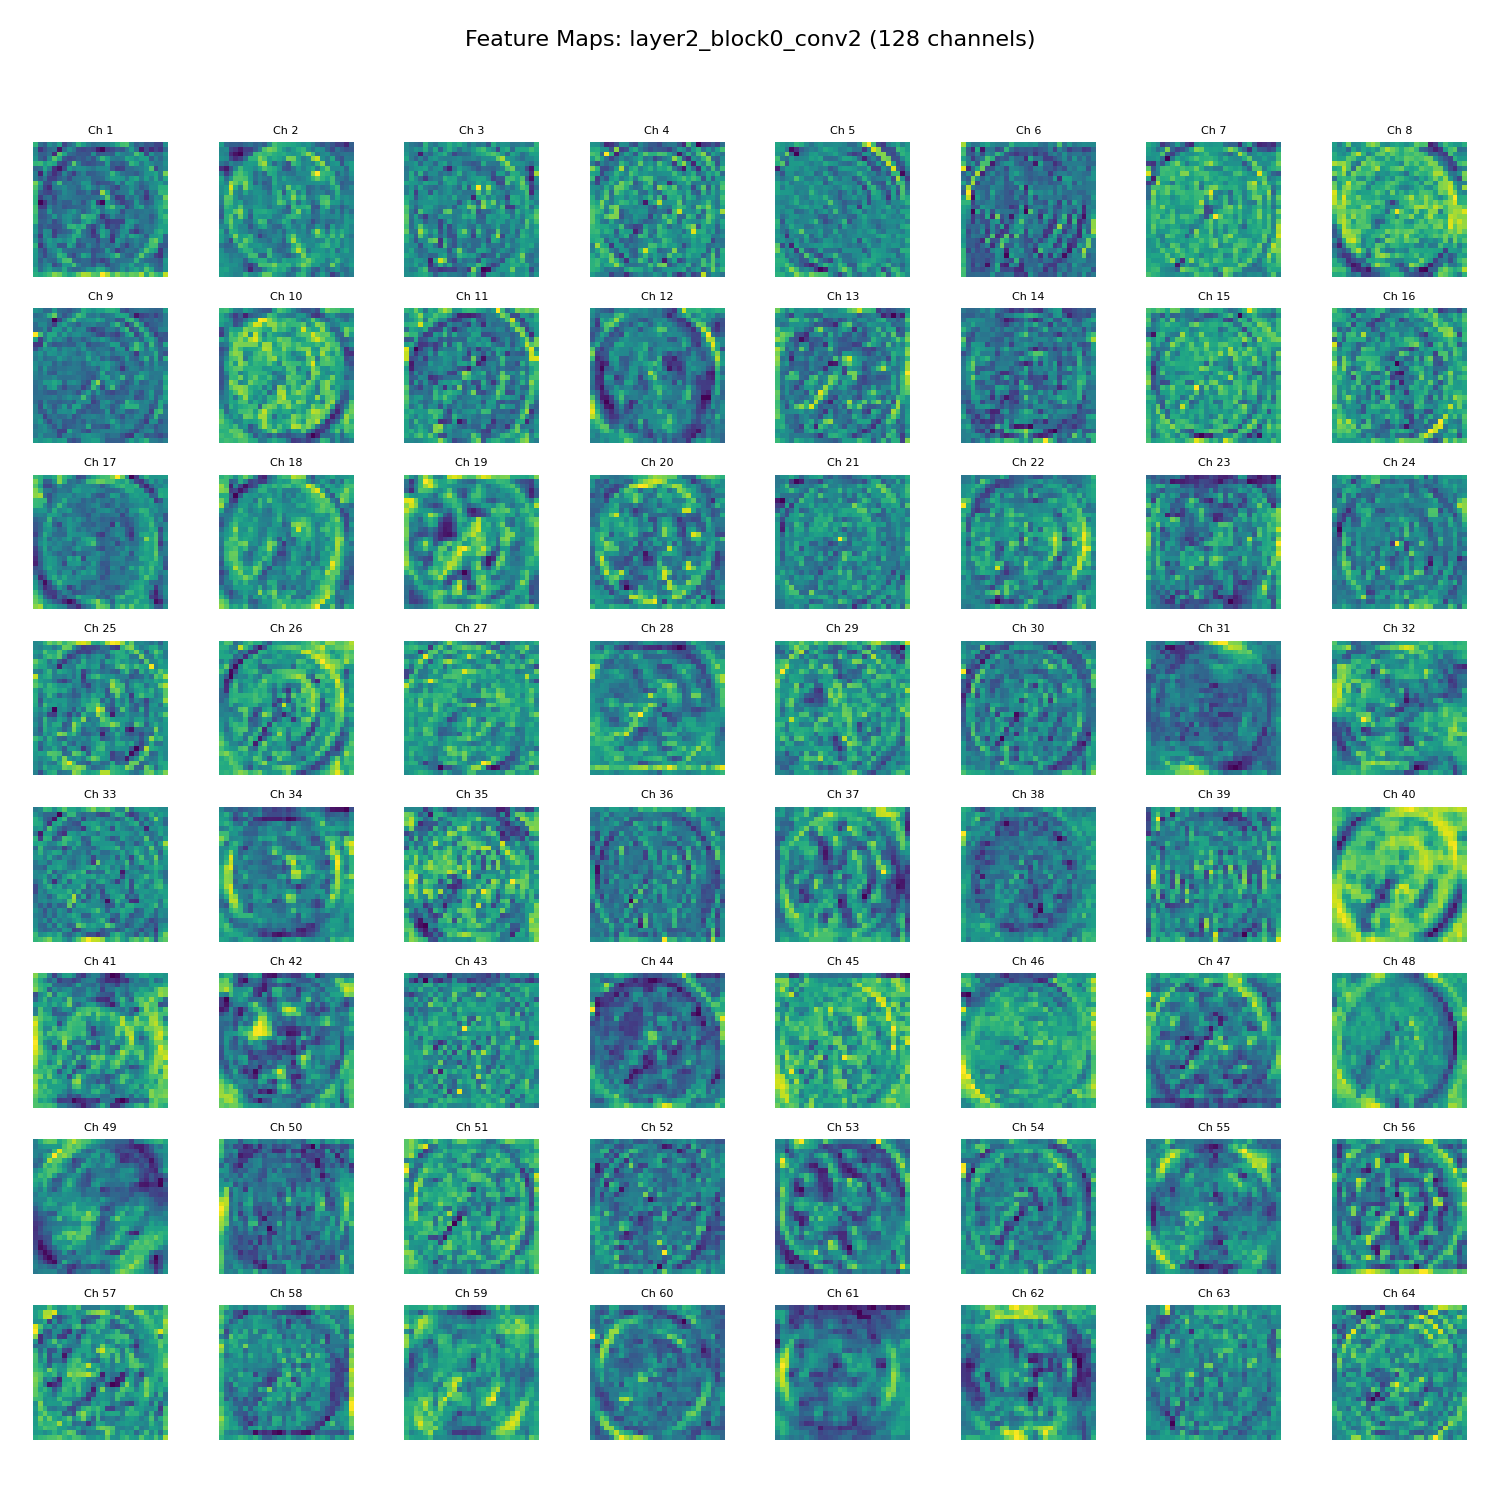 Feature Maps: layer2_block0_conv2 (128 channels)
Ch 1 Ch 2 Ch 3 Ch 4 Ch 5 Ch 6 Ch 7 Ch 8
Ch 9 Ch 10 Ch 11 Ch 12 Ch 13 Ch 14 Ch 15 Ch 16
Ch 17 Ch 18 Ch 19 Ch 20 Ch 21 Ch 22 Ch 23 Ch 24
Ch 25 Ch 26 Ch 27 Ch 28 Ch 29 Ch 30 Ch 31 Ch 32
Ch 33 Ch 34 Ch 35 Ch 36 Ch 37 Ch 38 Ch 39 Ch 40
Ch 41 Ch 42 Ch 43 Ch 44 Ch 45 Ch 46 Ch 47 Ch 48
Ch 49 Ch 50 Ch 51 Ch 52 Ch 53 Ch 54 Ch 55 Ch 56
Ch 57 Ch 58 Ch 59 Ch 60 Ch 61 Ch 62 Ch 63 Ch 64